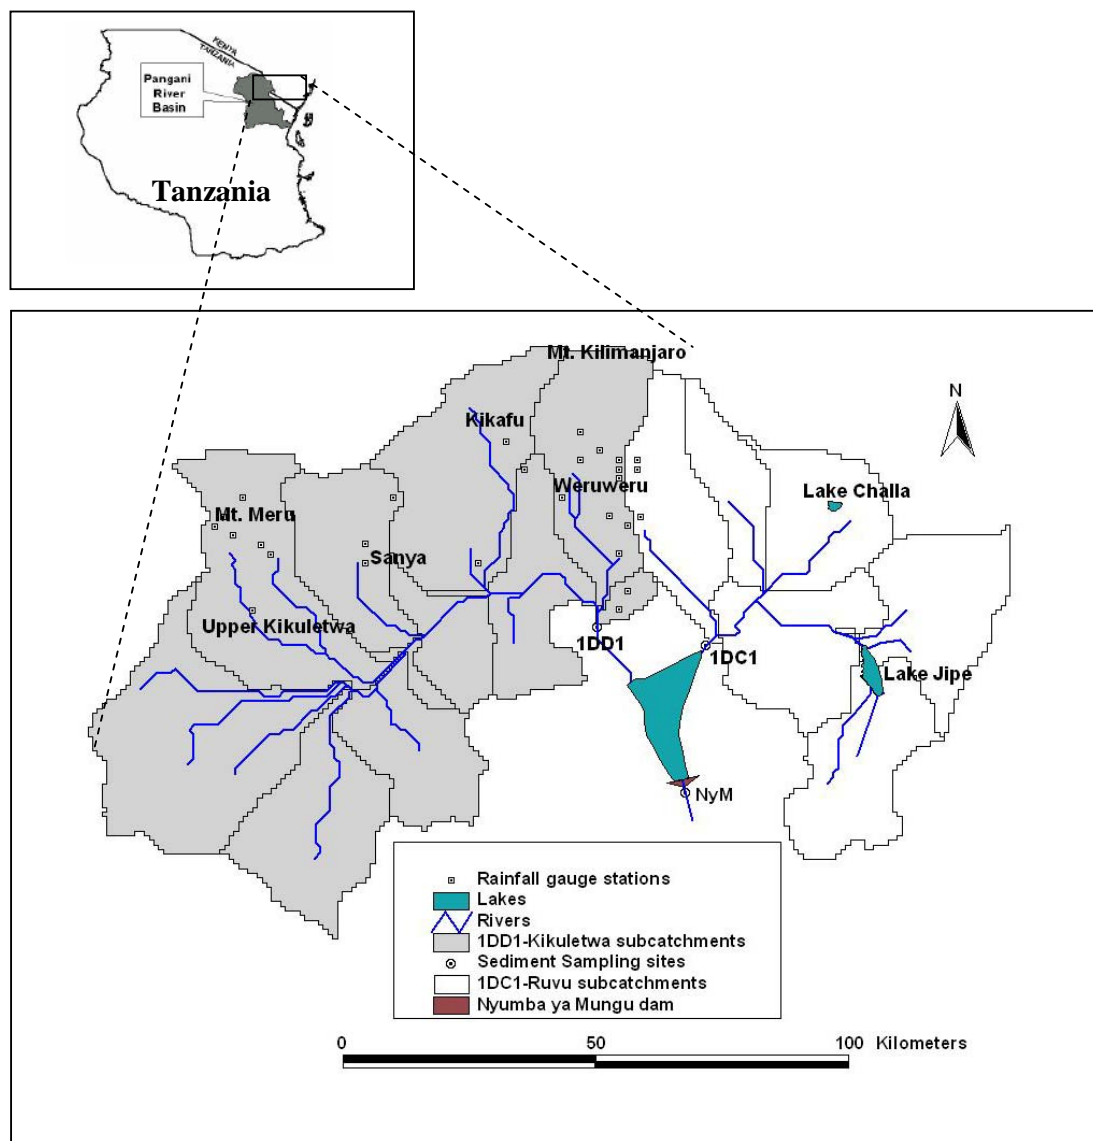 KENYA
TANZANIA
Pangani
River
Basin
Tanzania
Mt. Kilimanjaro
N
Kikafu
Weruweru
Lake Challa
Mt. Meru
Sanya
Upper Kikuletwa
1DD1
1DC1
Lake Jipe
NyM
Rainfall gauge stations
Lakes
Rivers
1DD1-Kikuletwa subcatchments
Sediment Sampling sites
1DC1-Ruvu subcatchments
Nyumba ya Mungu dam
0 50 100 Kilometers